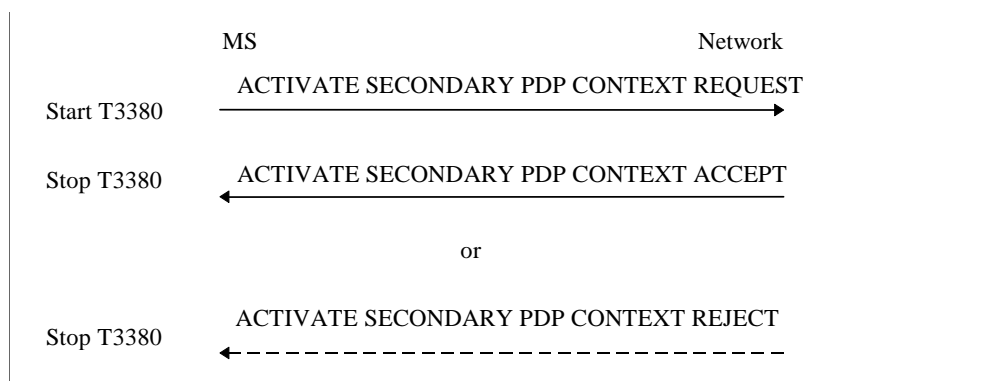 MS Network
ACTIVATE SECONDARY PDP CONTEXT REQUEST
Start T3380
ACTIVATE SECONDARY PDP CONTEXT ACCEPT
Stop T3380
or
ACTIVATE SECONDARY PDP CONTEXT REJECT
Stop T3380